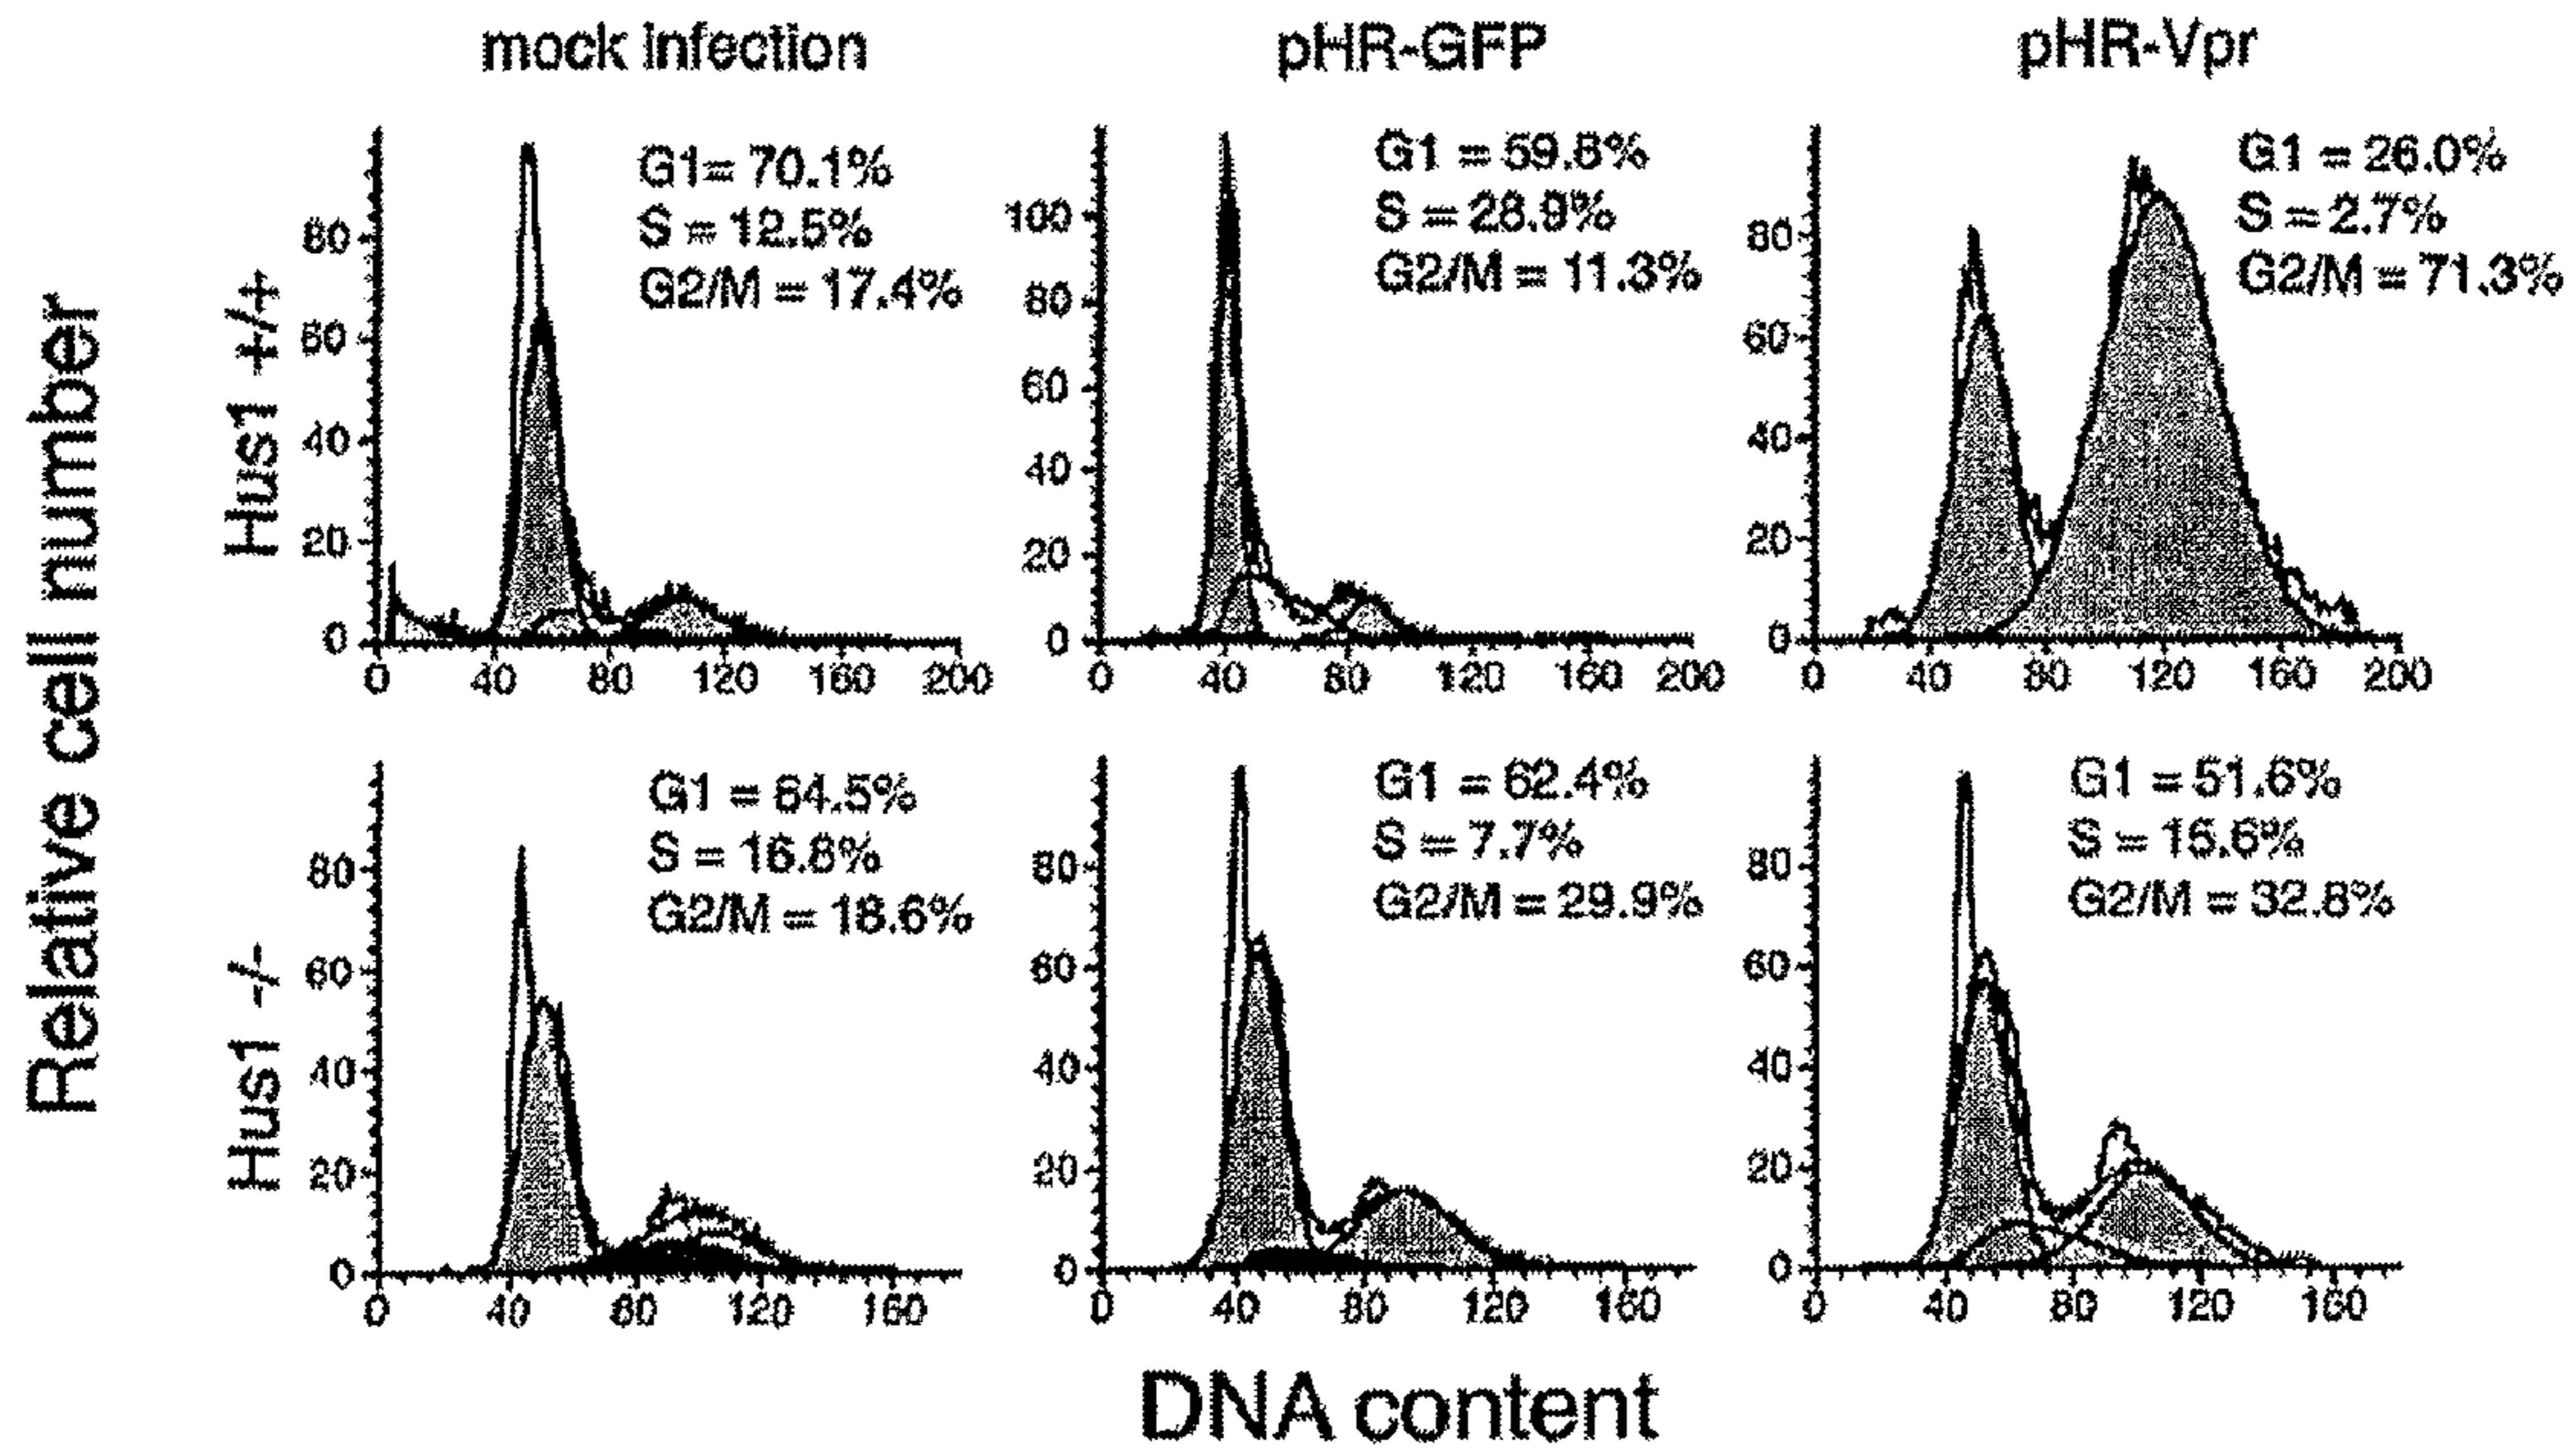 mock infection
pHR-GFP
pHR-Vpr
Relative cell number
Hus1 +/+
G1= 70.1%
S = 12.5%
G2/M = 17.4%
80
60
40
20
0
0 40 80 120 160 200
G1 = 59.8%
S = 28.9%
G2/M = 11.3%
100
80
60
40
20
0
0 40 80 120 160 200
G1 = 26.0%
S = 2.7%
G2/M = 71.3%
80
60
40
20
0
0 40 80 120 160 200
Hus1 -/-
G1 = 64.5%
S = 16.8%
G2/M = 18.6%
80
60
40
20
0
0 40 80 120 160
G1 = 62.4%
S = 7.7%
G2/M = 29.9%
80
60
40
20
0
0 40 80 120 160
G1 = 51.6%
S = 15.6%
G2/M = 32.8%
80
60
40
20
0
0 40 80 120 160
DNA content